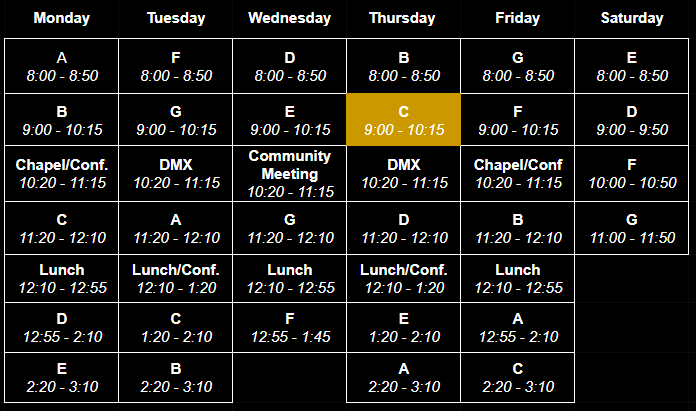 Monday Tuesday Wednesday Thursday Friday Saturday
A F D B G E
8:00 - 8:50 8:00 - 8:50 8:00 - 8:50 8:00 - 8:50 8:00 - 8:50 8:00 - 8:50
B G E C F D
9:00 - 10:15 9:00 - 10:15 9:00 - 10:15 9:00 - 10:15 9:00 - 10:15 9:00 - 9:50
Chapel/Conf. DMX Community Meeting DMX Chapel/Conf F
10:20 - 11:15 10:20 - 11:15 10:20 - 11:15 10:20 - 11:15 10:20 - 11:15 10:00 - 10:50
C A G D B G
11:20 - 12:10 11:20 - 12:10 11:20 - 12:10 11:20 - 12:10 11:20 - 12:10 11:00 - 11:50
Lunch Lunch/Conf. Lunch Lunch/Conf. Lunch
12:10 - 12:55 12:10 - 1:20 12:10 - 12:55 12:10 - 1:20 12:10 - 12:55
D C F E A
12:55 - 2:10 1:20 - 2:10 12:55 - 1:45 1:20 - 2:10 12:55 - 2:10
E B A C
2:20 - 3:10 2:20 - 3:10 2:20 - 3:10 2:20 - 3:10